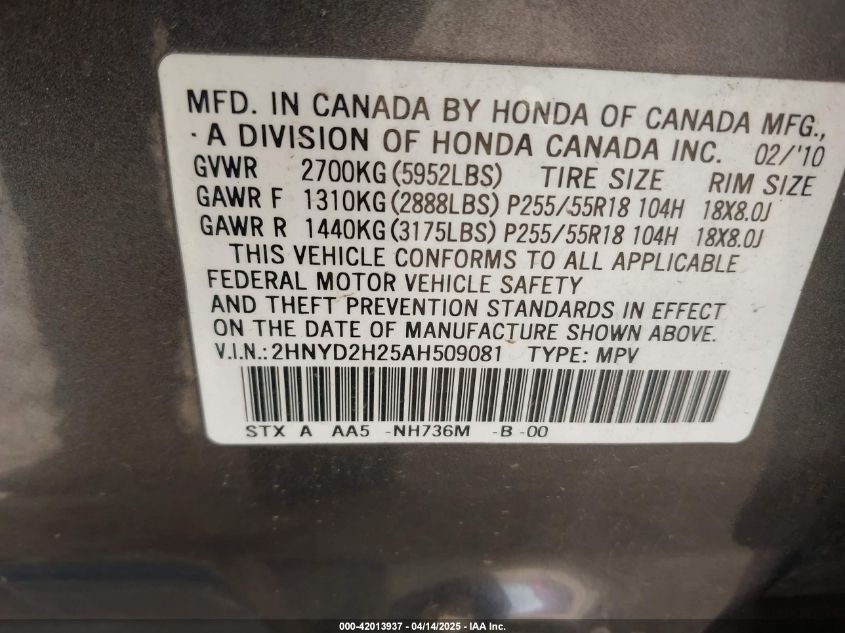 MFD. IN CANADA BY HONDA OF CANADA MFG.,
A DIVISION OF HONDA CANADA INC. 02/'10
GVWR 2700KG(5952LBS) TIRE SIZE RIM SIZE
GAWR F 1310KG(2888LBS) P255/55R18 104H 18X8.0J
GAWR R 1440KG(3175LBS) P255/55R18 104H 18X8.0J
THIS VEHICLE CONFORMS TO ALL APPLICABLE
FEDERAL MOTOR VEHICLE SAFETY
AND THEFT PREVENTION STANDARDS IN EFFECT
ON THE DATE OF MANUFACTURE SHOWN ABOVE.
V.I.N.: 2HNYD2H25AH509081 TYPE: MPV
STX A AA5 -NH736M -B -00
000-42013937 - 04/14/2025 - IAA Inc.